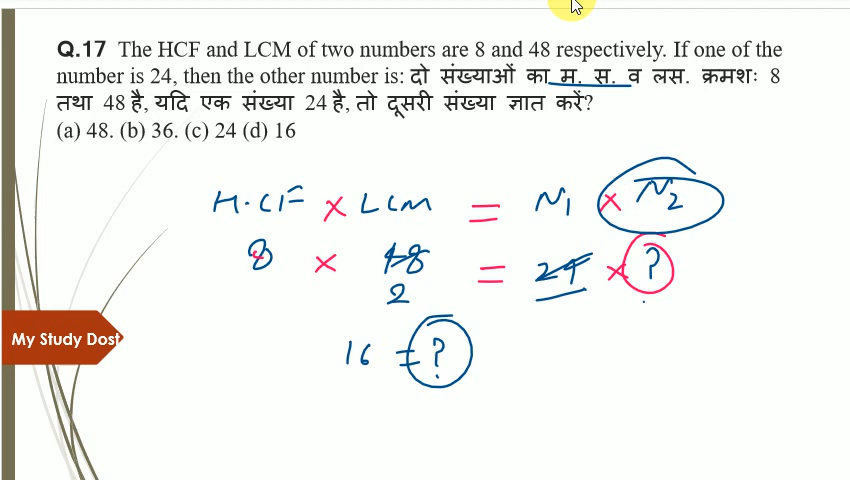 Q.17 The HCF and LCM of two numbers are 8 and 48 respectively. If one of the
number is 24, then the other number is: दो संख्याओं का म. स. व लस. क्रमशः 8
तथा 48 है, यदि एक संख्या 24 है, तो दूसरी संख्या ज्ञात करें?
(a) 48. (b) 36. (c) 24 (d) 16
H.CF × LCM = N1 × N2
8 × 48 = 24 × ?
2
16 = ?
My Study Dost